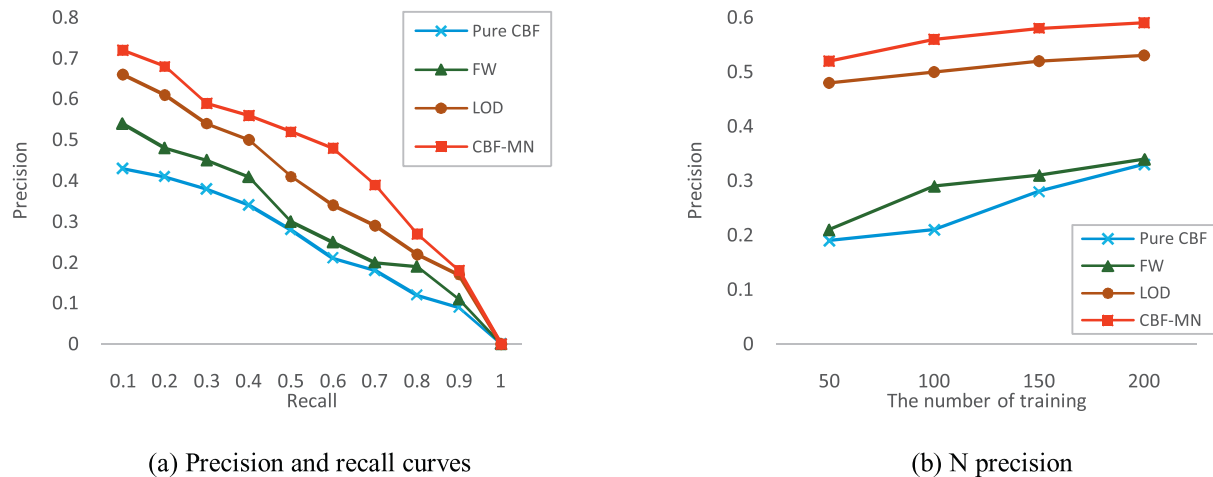 0.8
0.7
0.6
0.5
0.4
0.3
0.2
0.1
0
Precision
0.1 0.2 0.3 0.4 0.5 0.6 0.7 0.8 0.9 1
Recall
Pure CBF
FW
LOD
CBF-MN
(a) Precision and recall curves
0.6
0.5
0.4
0.3
0.2
0.1
0
Precision
50 100 150 200
The number of training
Pure CBF
FW
LOD
CBF-MN
(b) N precision